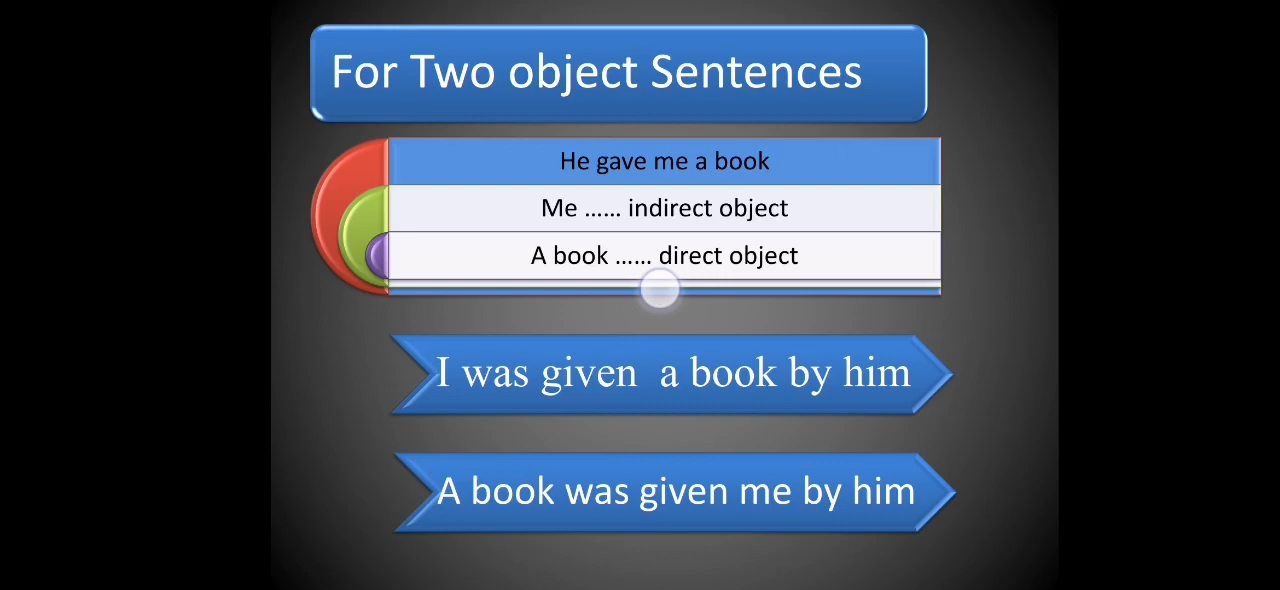 For Two object Sentences
He gave me a book
Me ...... indirect object
A book ...... direct object
I was given  a book by him
A book was given me by him